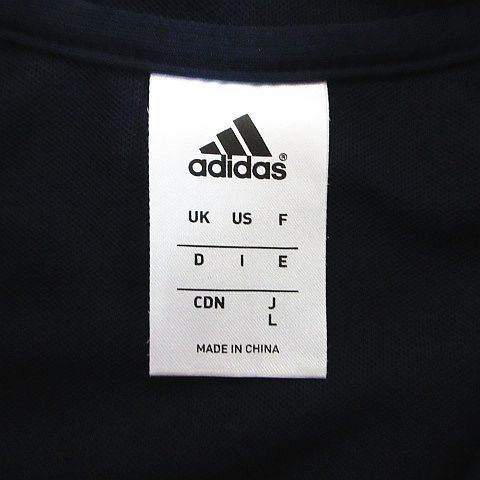 adidas®
UK US F
D I E
CDN J
L
MADE IN CHINA